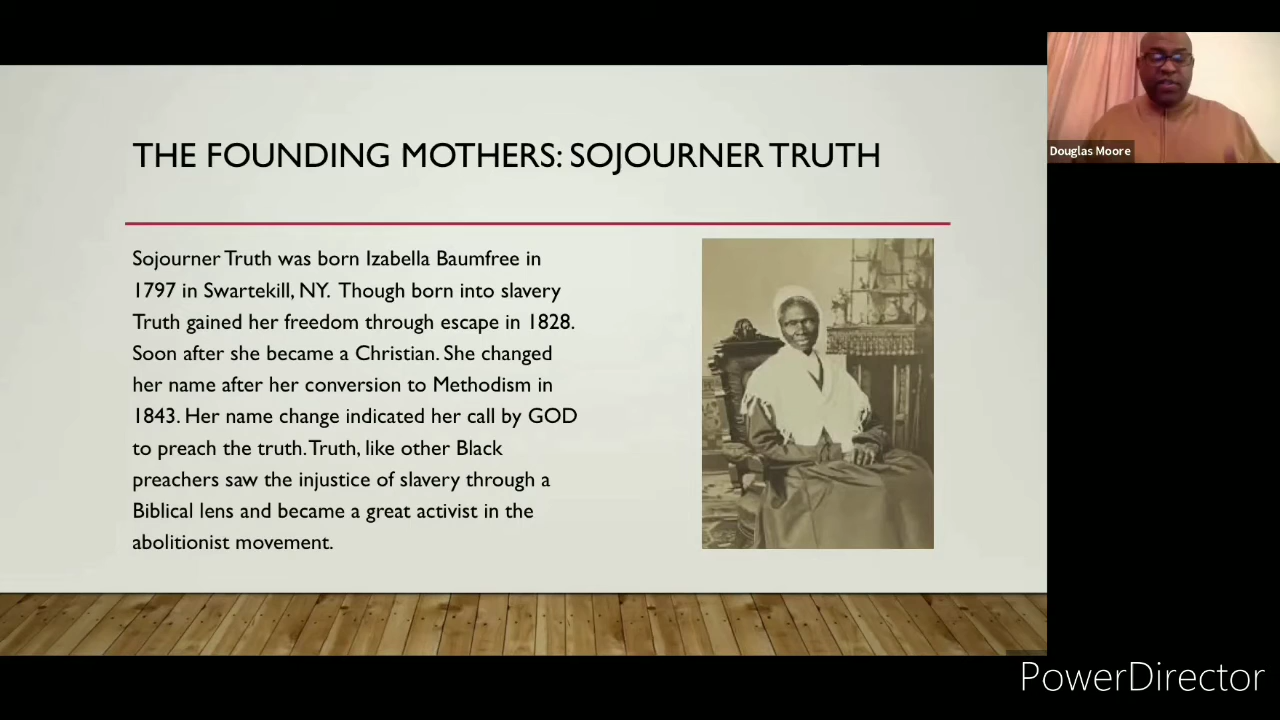 THE FOUNDING MOTHERS: SOJOURNER TRUTH
Sojourner Truth was born Izabella Baumfree in
1797 in Swartekill, NY. Though born into slavery
Truth gained her freedom through escape in 1828.
Soon after she became a Christian. She changed
her name after her conversion to Methodism in
1843. Her name change indicated her call by GOD
to preach the truth. Truth, like other Black
preachers saw the injustice of slavery through a
Biblical lens and became a great activist in the
abolitionist movement.
Douglas Moore
PowerDirector